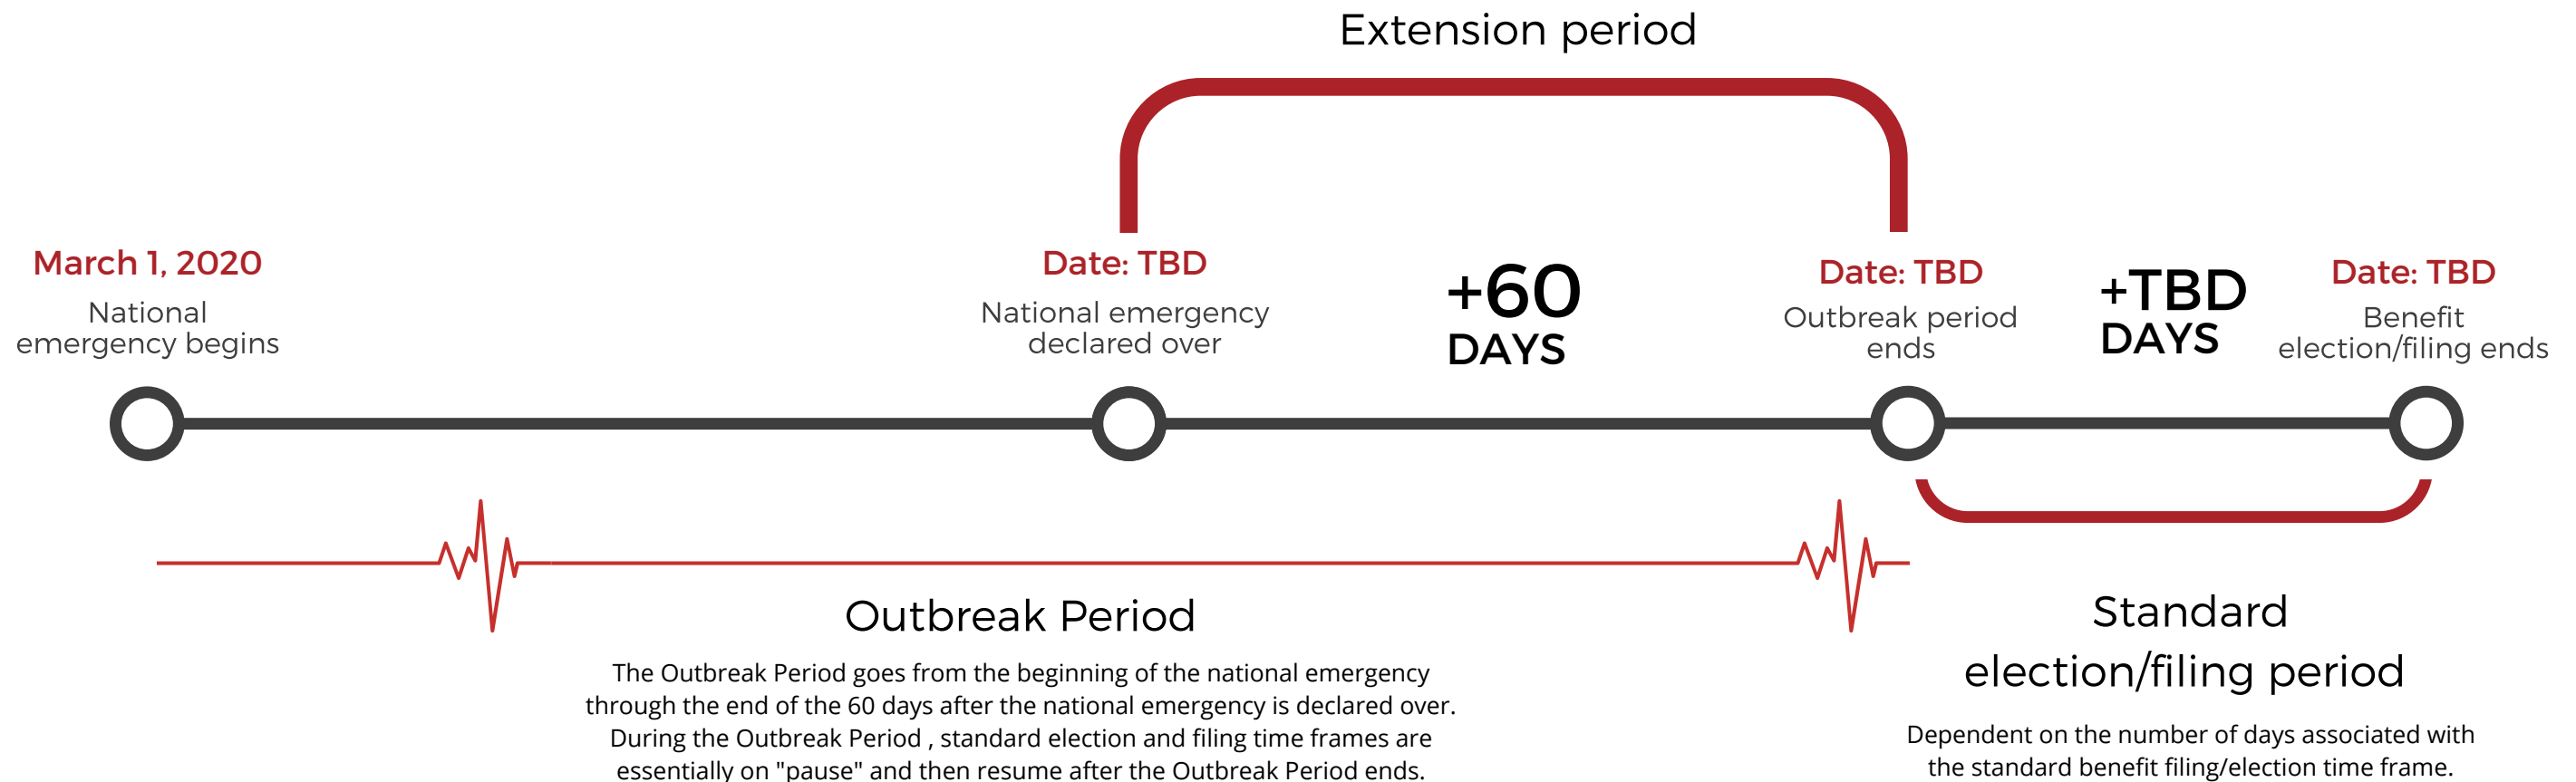 Extension period
March 1, 2020
National
emergency begins
Date: TBD
National emergency
declared over
+60
DAYS
Date: TBD
Outbreak period
ends
+TBD
DAYS
Date: TBD
Benefit
election/filing ends
Outbreak Period
The Outbreak Period goes from the beginning of the national emergency
through the end of the 60 days after the national emergency is declared over.
During the Outbreak Period , standard election and filing time frames are
essentially on "pause" and then resume after the Outbreak Period ends.
Standard
election/filing period
Dependent on the number of days associated with
the standard benefit filing/election time frame.